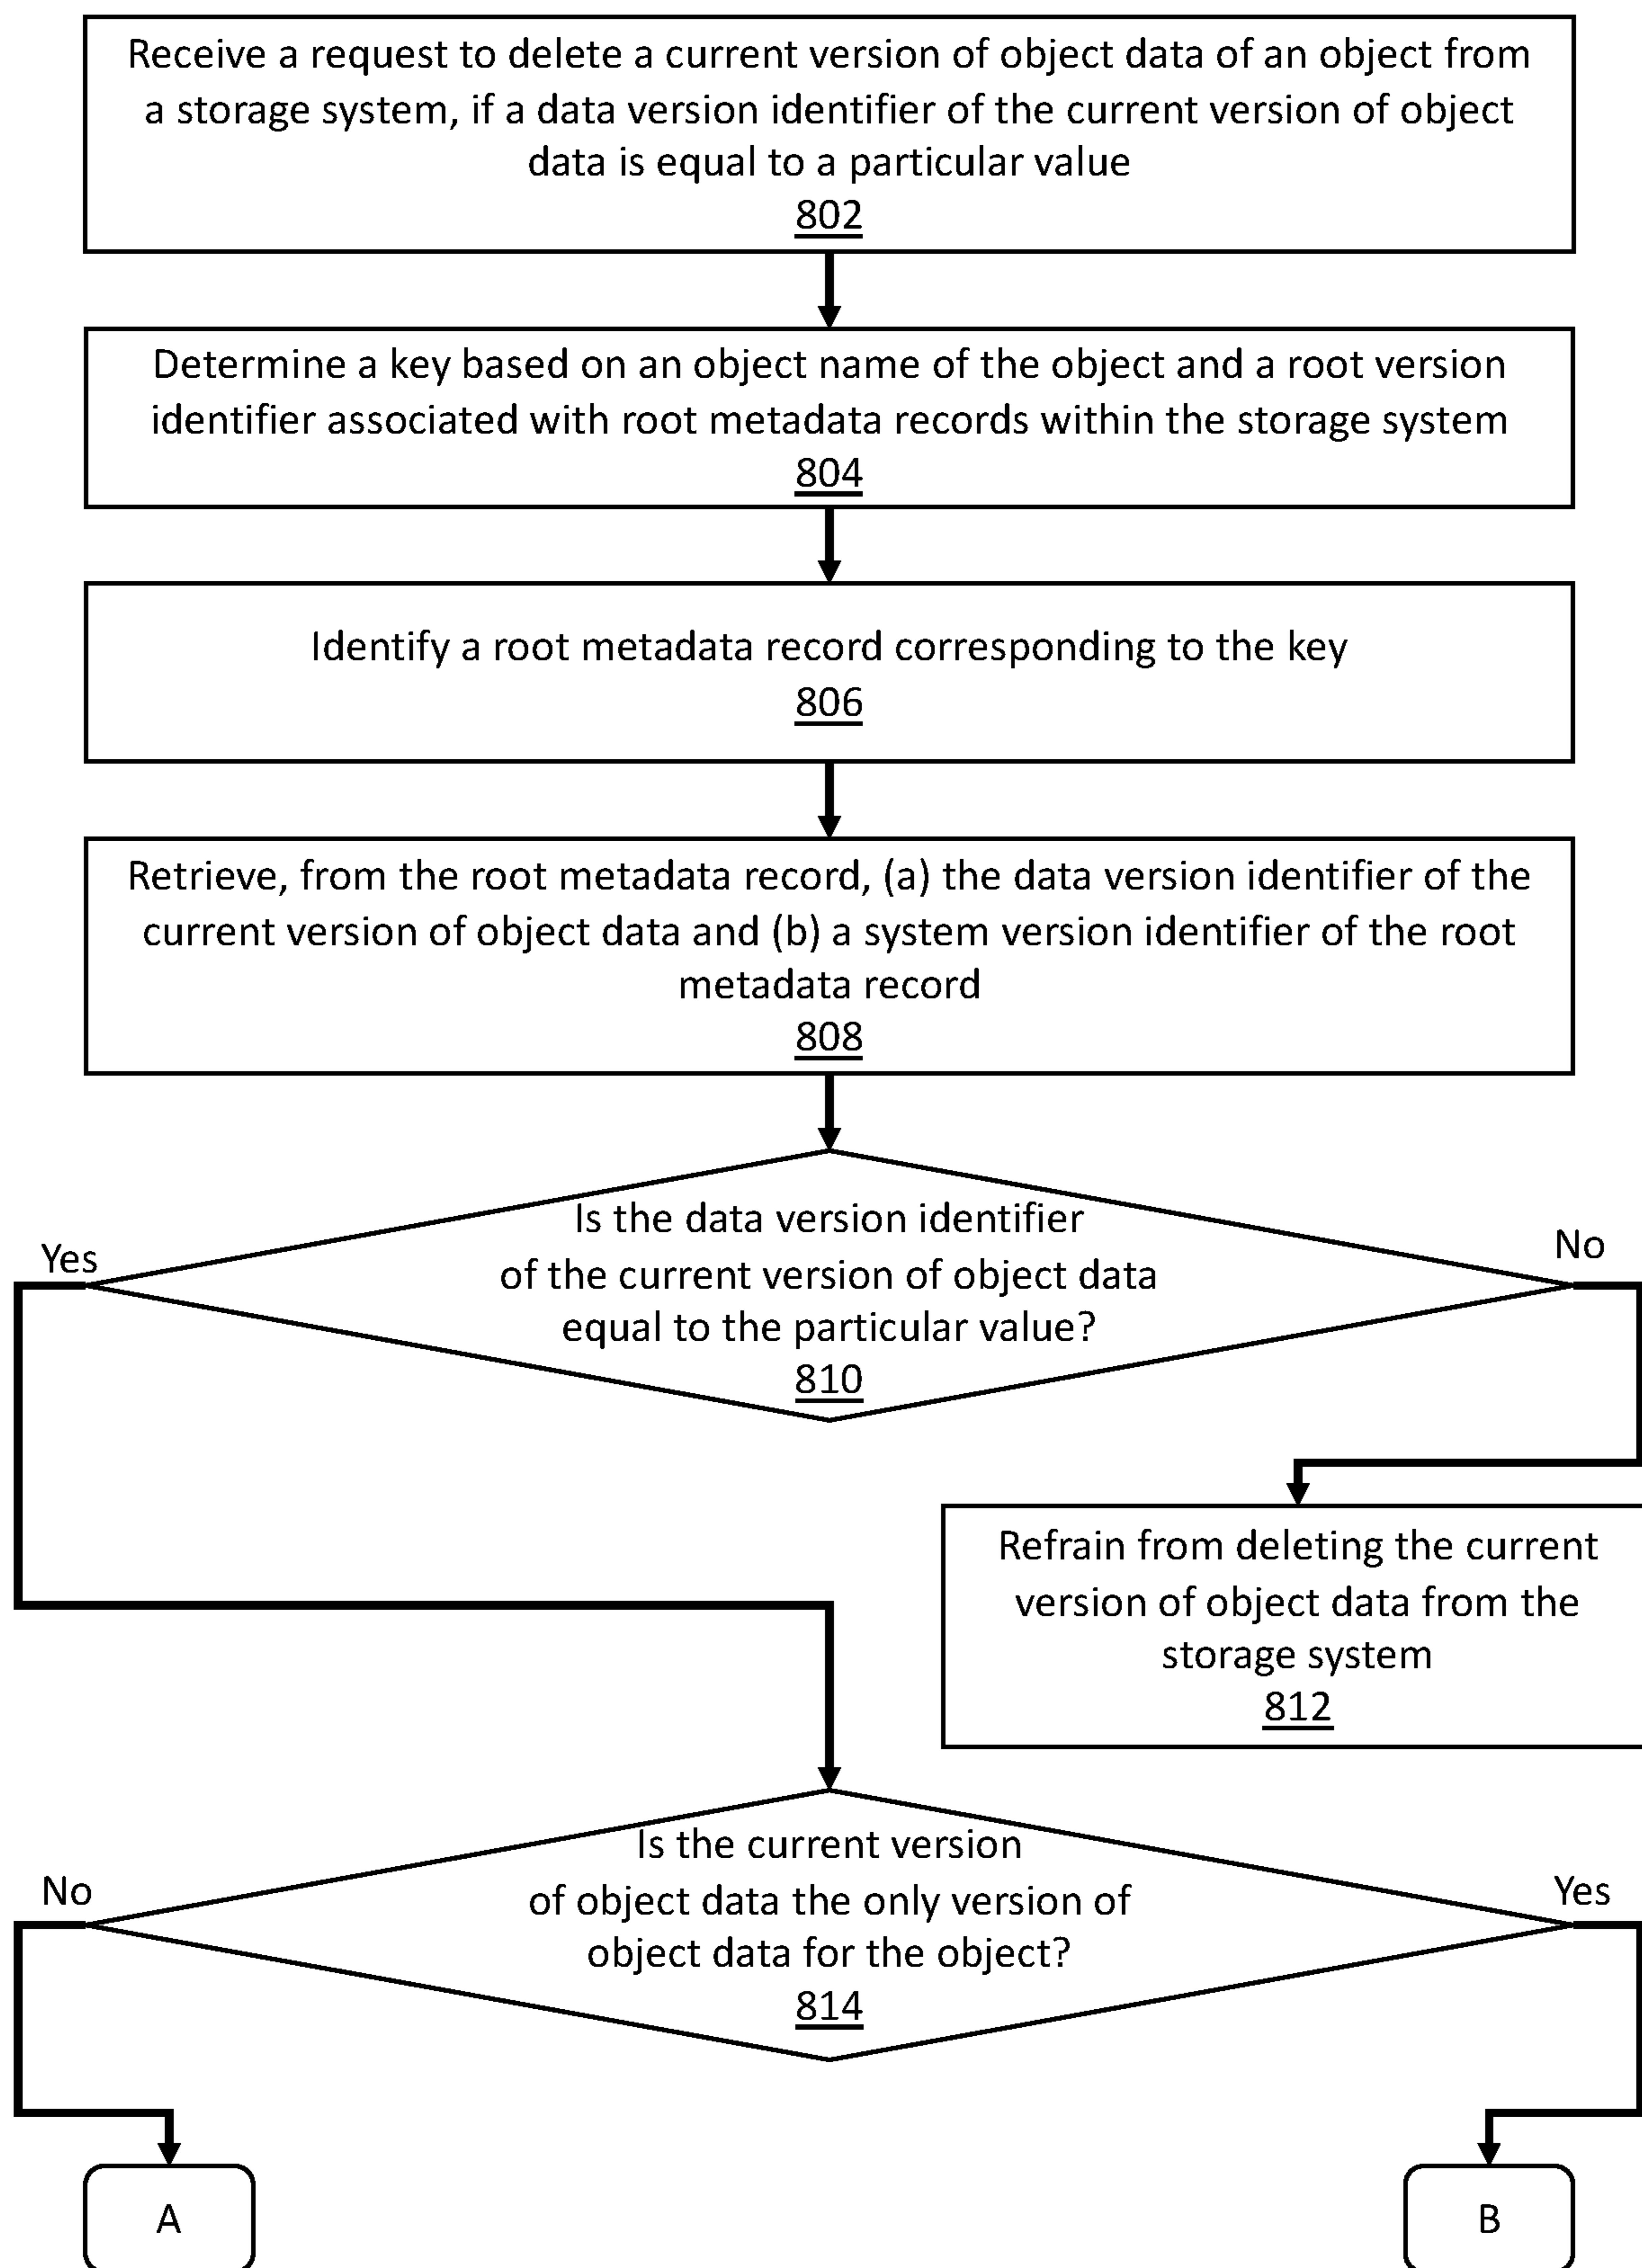 Receive a request to delete a current version of object data of an object from
a storage system, if a data version identifier of the current version of object
data is equal to a particular value
802
Determine a key based on an object name of the object and a root version
identifier associated with root metadata records within the storage system
804
Identify a root metadata record corresponding to the key
806
Retrieve, from the root metadata record, (a) the data version identifier of the
current version of object data and (b) a system version identifier of the root
metadata record
808
Is the data version identifier
of the current version of object data
equal to the particular value?
810
Yes
No
Refrain from deleting the current
version of object data from the
storage system
812
Is the current version
of object data the only version of
object data for the object?
814
No
Yes
A
B